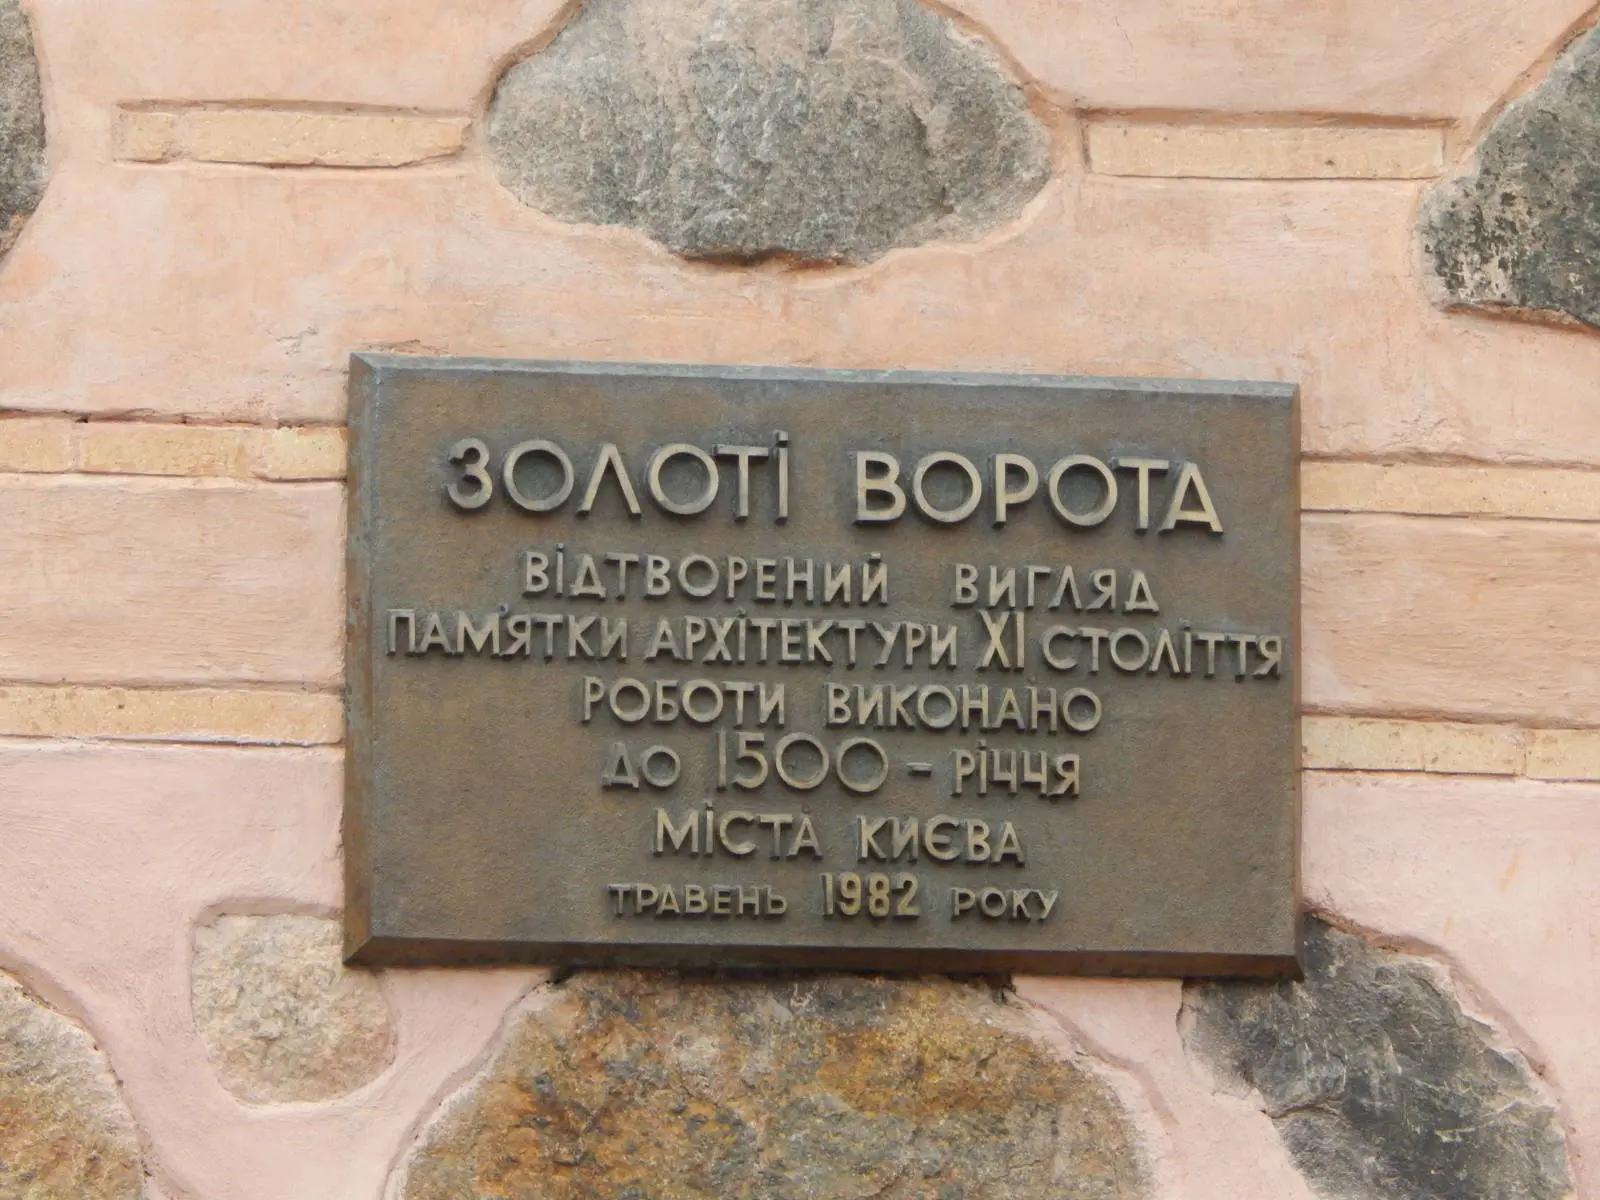 ЗОЛОТІ ВОРОТА
ВІДТВОРЕНИЙ ВИГЛЯД
ПАМ'ЯТКИ АРХІТЕКТУРИ XI СТОЛІТТЯ
РОБОТИ ВИКОНАНО
ДО 1500 - РІЧЧЯ
МІСТА КИЄВА
ТРАВЕНЬ 1982 РОКУ